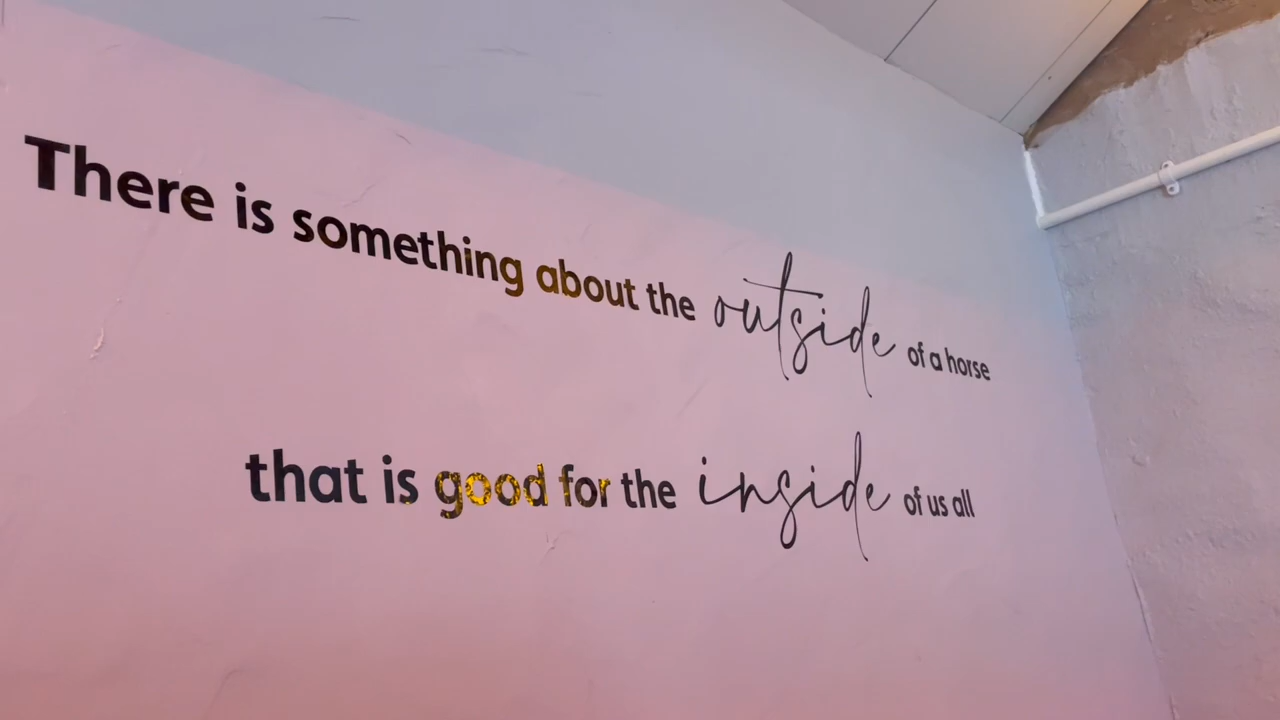 There is something about the outside of a horse
that is good for the inside of us all